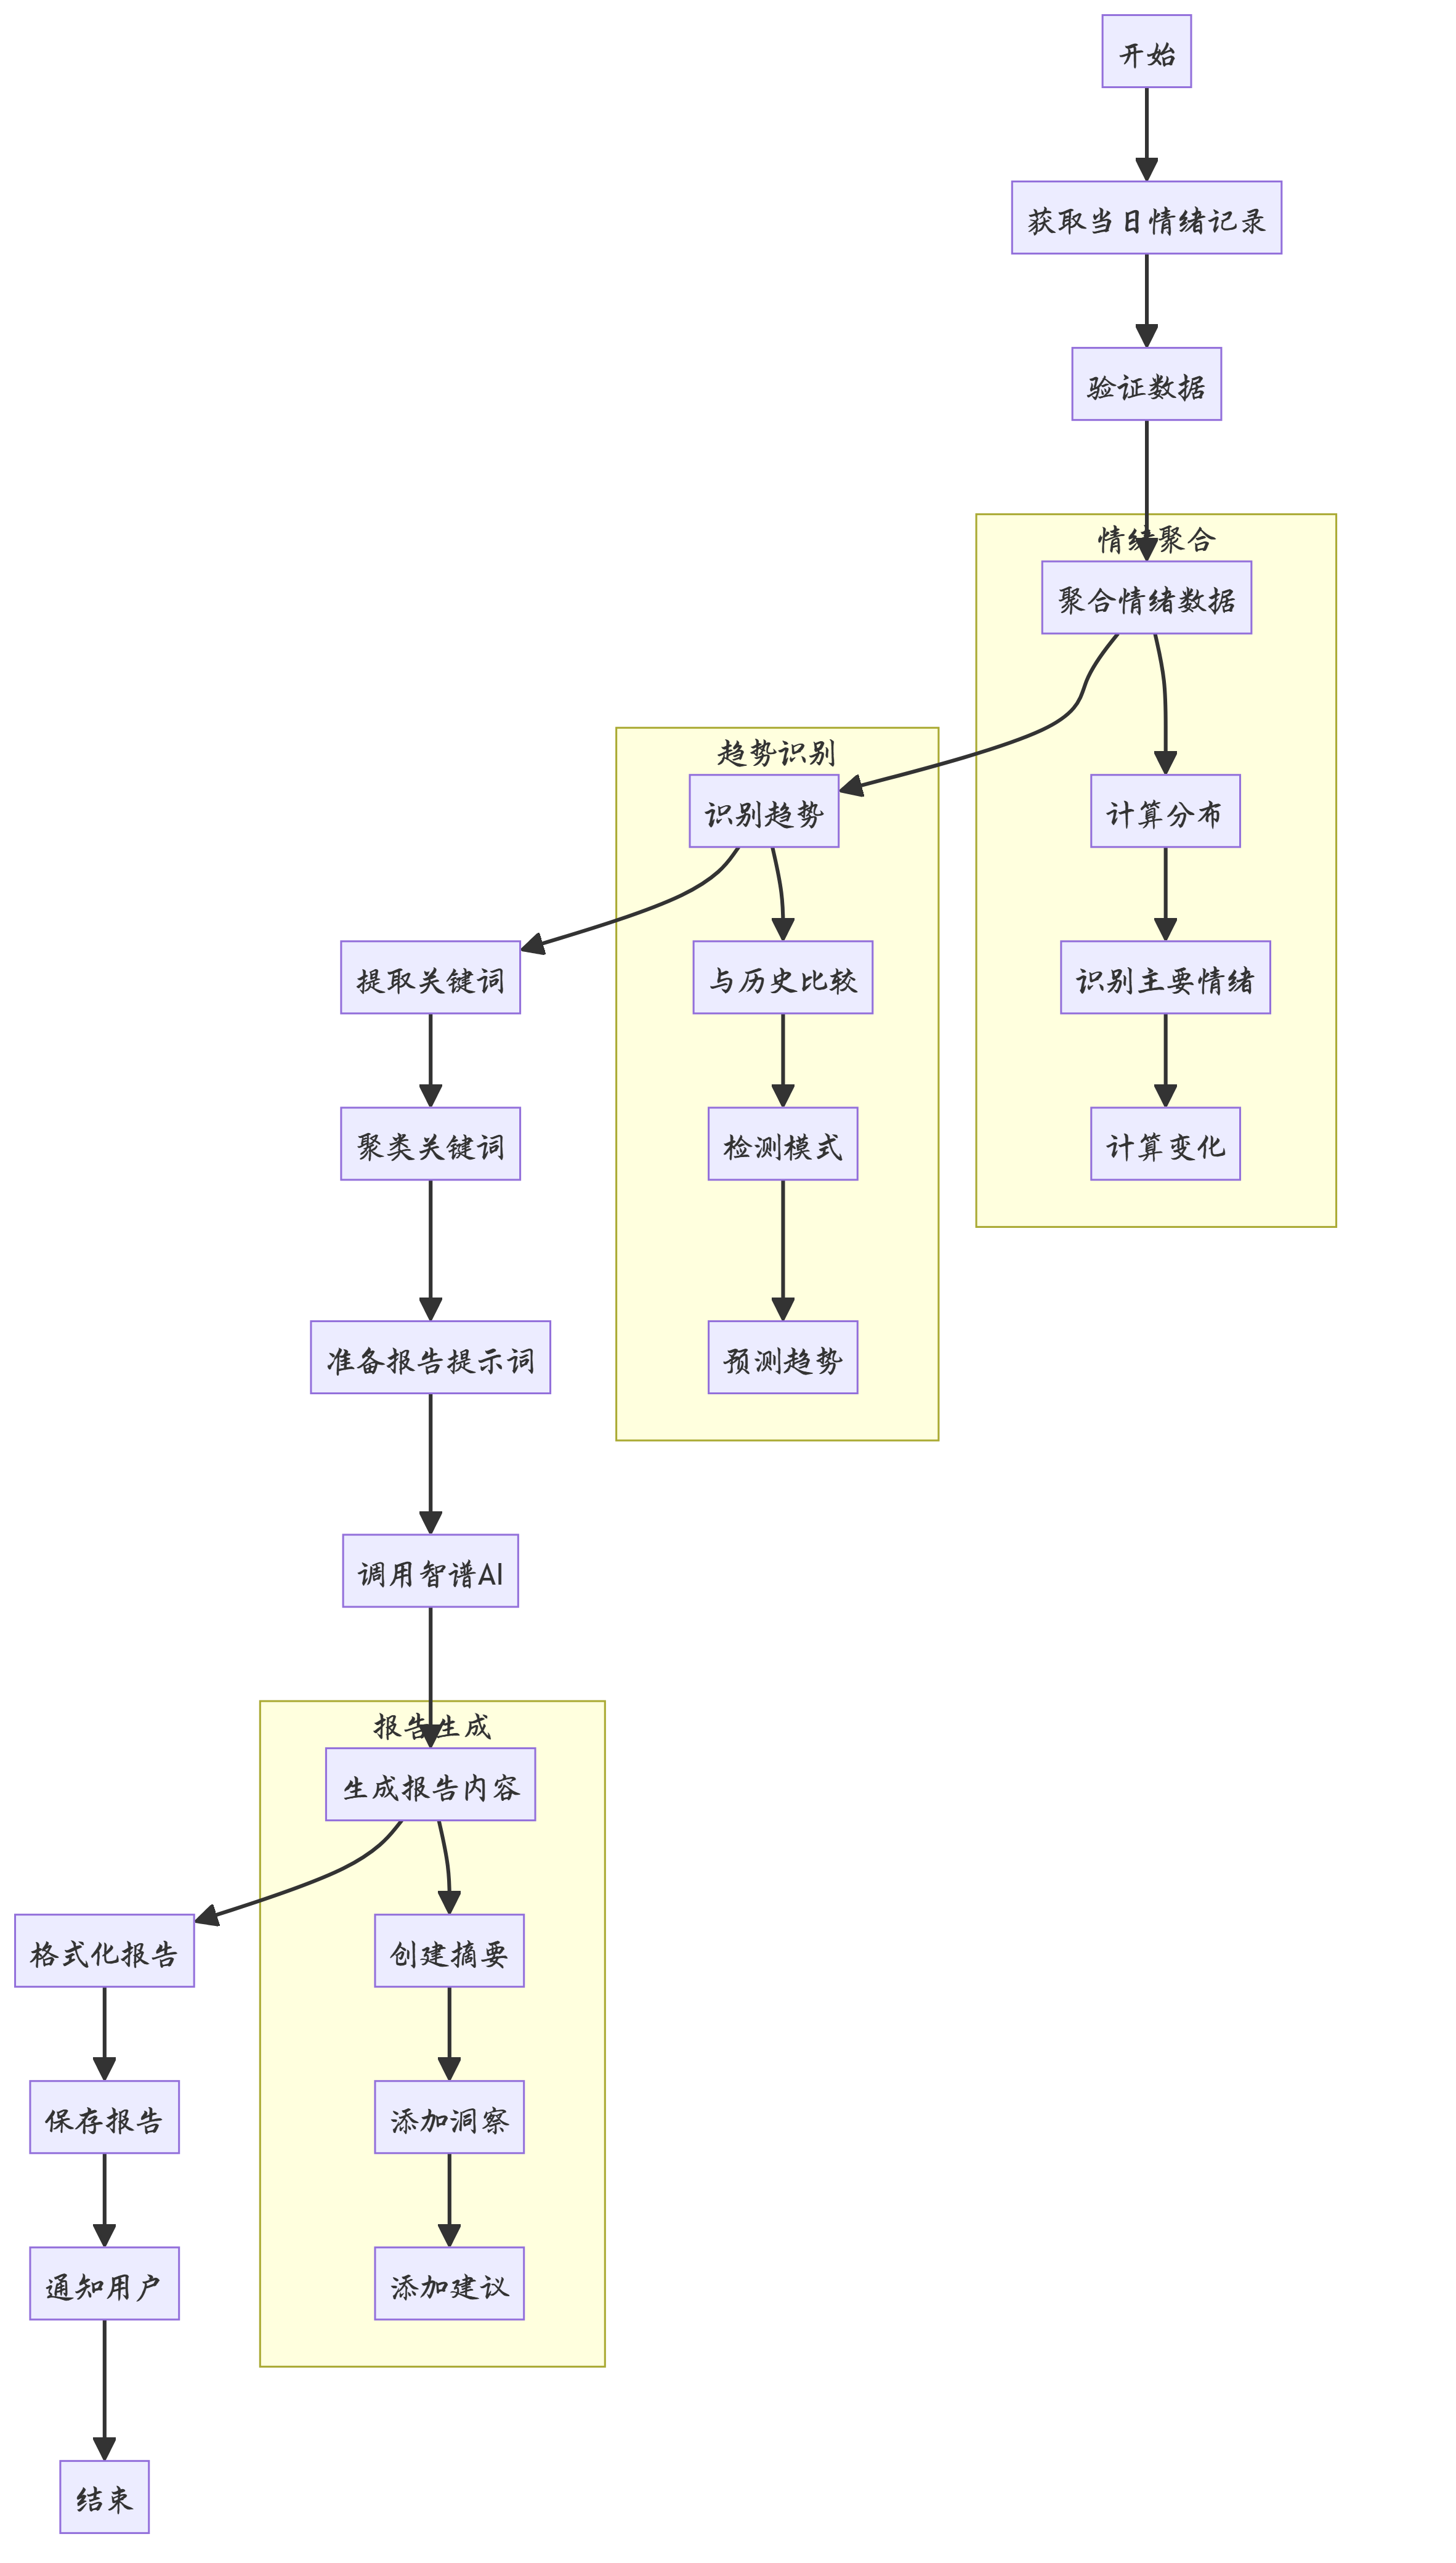 开始
获取当日情绪记录
验证数据
情绪聚合
聚合情绪数据
趋势识别
识别趋势
计算分布
提取关键词
与历史比较
识别主要情绪
聚类关键词
检测模式
计算变化
准备报告提示词
预测趋势
调用智谱AI
报告生成
生成报告内容
格式化报告
创建摘要
保存报告
添加洞察
通知用户
添加建议
结束